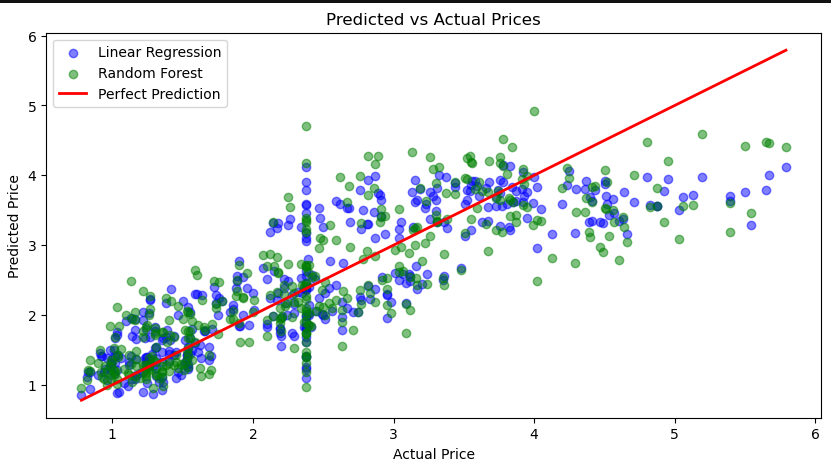 Predicted vs Actual Prices
6
5
4
3
2
1
Predicted Price
Linear Regression
Random Forest
Perfect Prediction
1 2 3 4 5 6
Actual Price